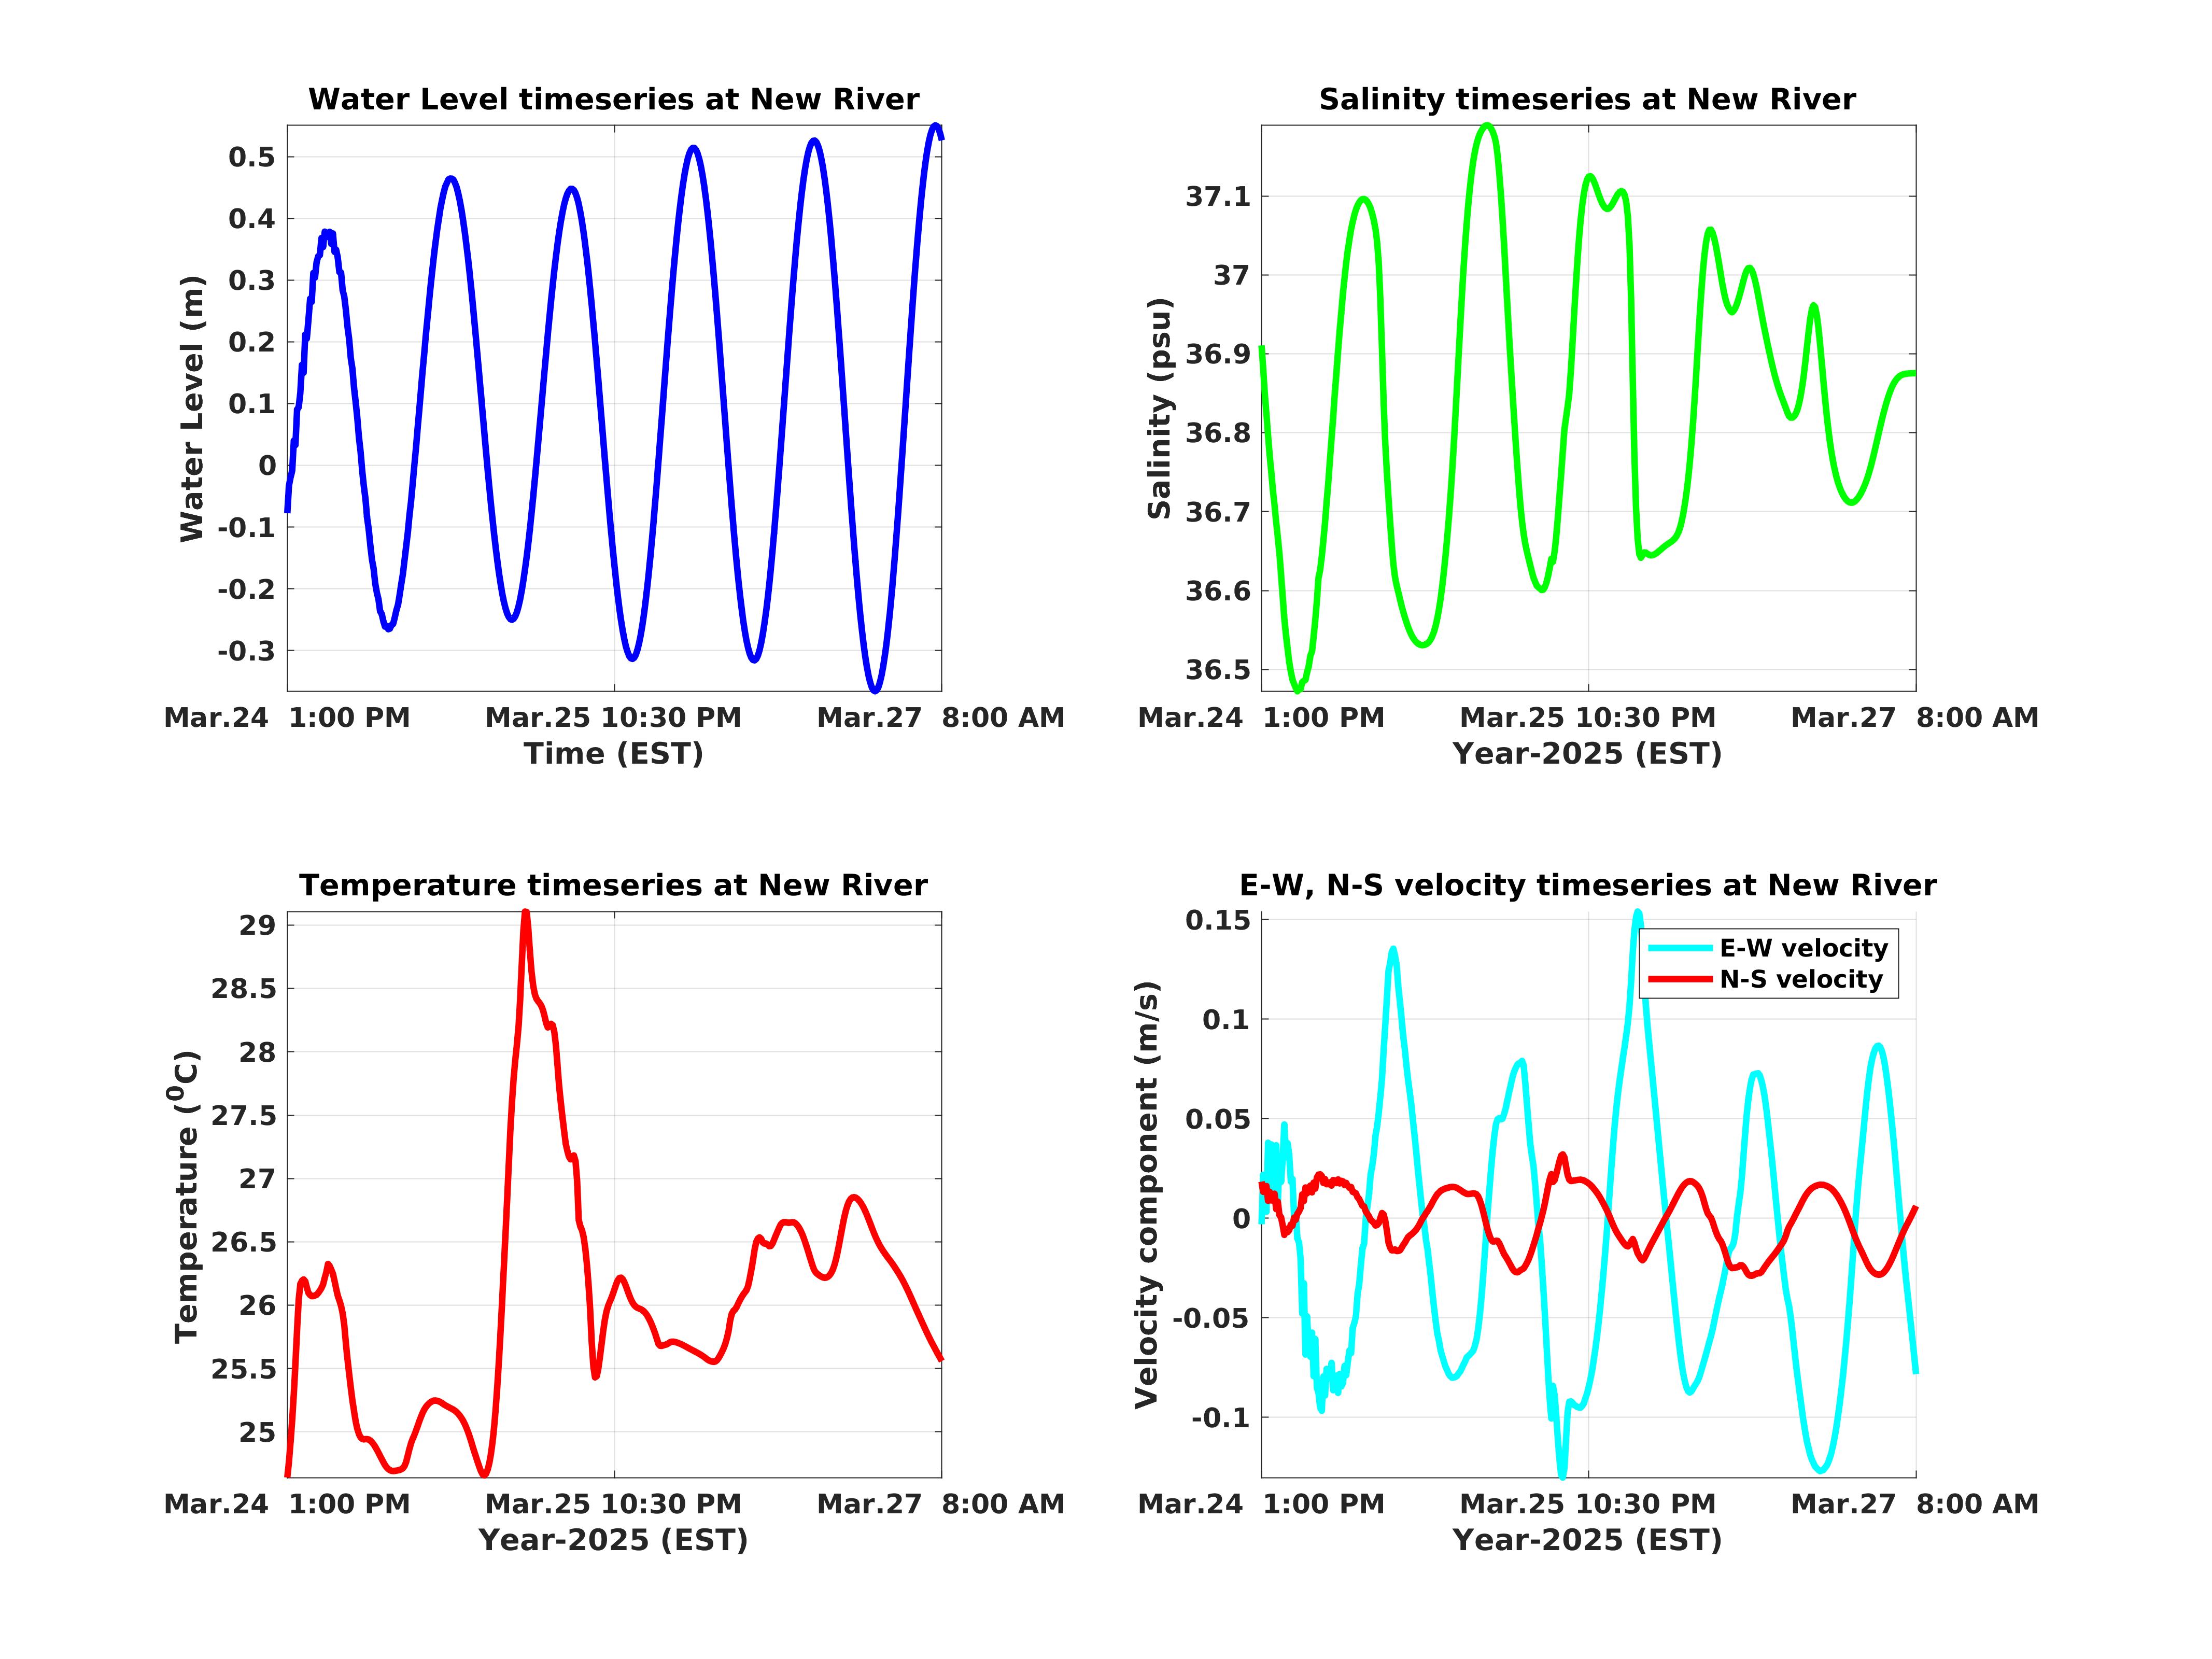 Water Level timeseries at New River
Water Level (m)
0.5
0.4
0.3
0.2
0.1
0
-0.1
-0.2
-0.3
Mar.24 1:00 PM
Mar.25 10:30 PM
Mar.27 8:00 AM
Time (EST)
Salinity timeseries at New River
Salinity (psu)
37.1
37
36.9
36.8
36.7
36.6
36.5
Mar.24 1:00 PM
Mar.25 10:30 PM
Mar.27 8:00 AM
Year-2025 (EST)
Temperature timeseries at New River
Temperature (⁰C)
29
28.5
28
27.5
27
26.5
26
25.5
25
Mar.24 1:00 PM
Mar.25 10:30 PM
Mar.27 8:00 AM
Year-2025 (EST)
E-W, N-S velocity timeseries at New River
Velocity component (m/s)
0.15
0.1
0.05
0
-0.05
-0.1
E-W velocity
N-S velocity
Mar.24 1:00 PM
Mar.25 10:30 PM
Mar.27 8:00 AM
Year-2025 (EST)